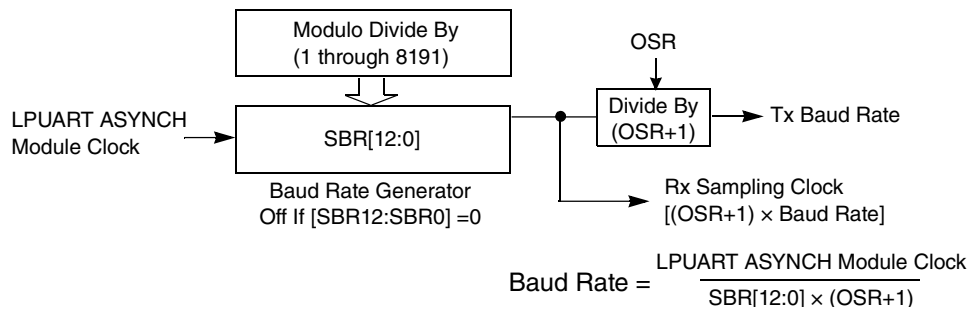 Modulo Divide By
(1 through 8191)
OSR
LPUART ASYNCH
Module Clock
SBR[12:0]
Divide By
(OSR+1)
Tx Baud Rate
Baud Rate Generator
Off If [SBR12:SBR0] =0
Rx Sampling Clock
[(OSR+1) × Baud Rate]
Baud Rate =
LPUART ASYNCH Module Clock
SBR[12:0] × (OSR+1)